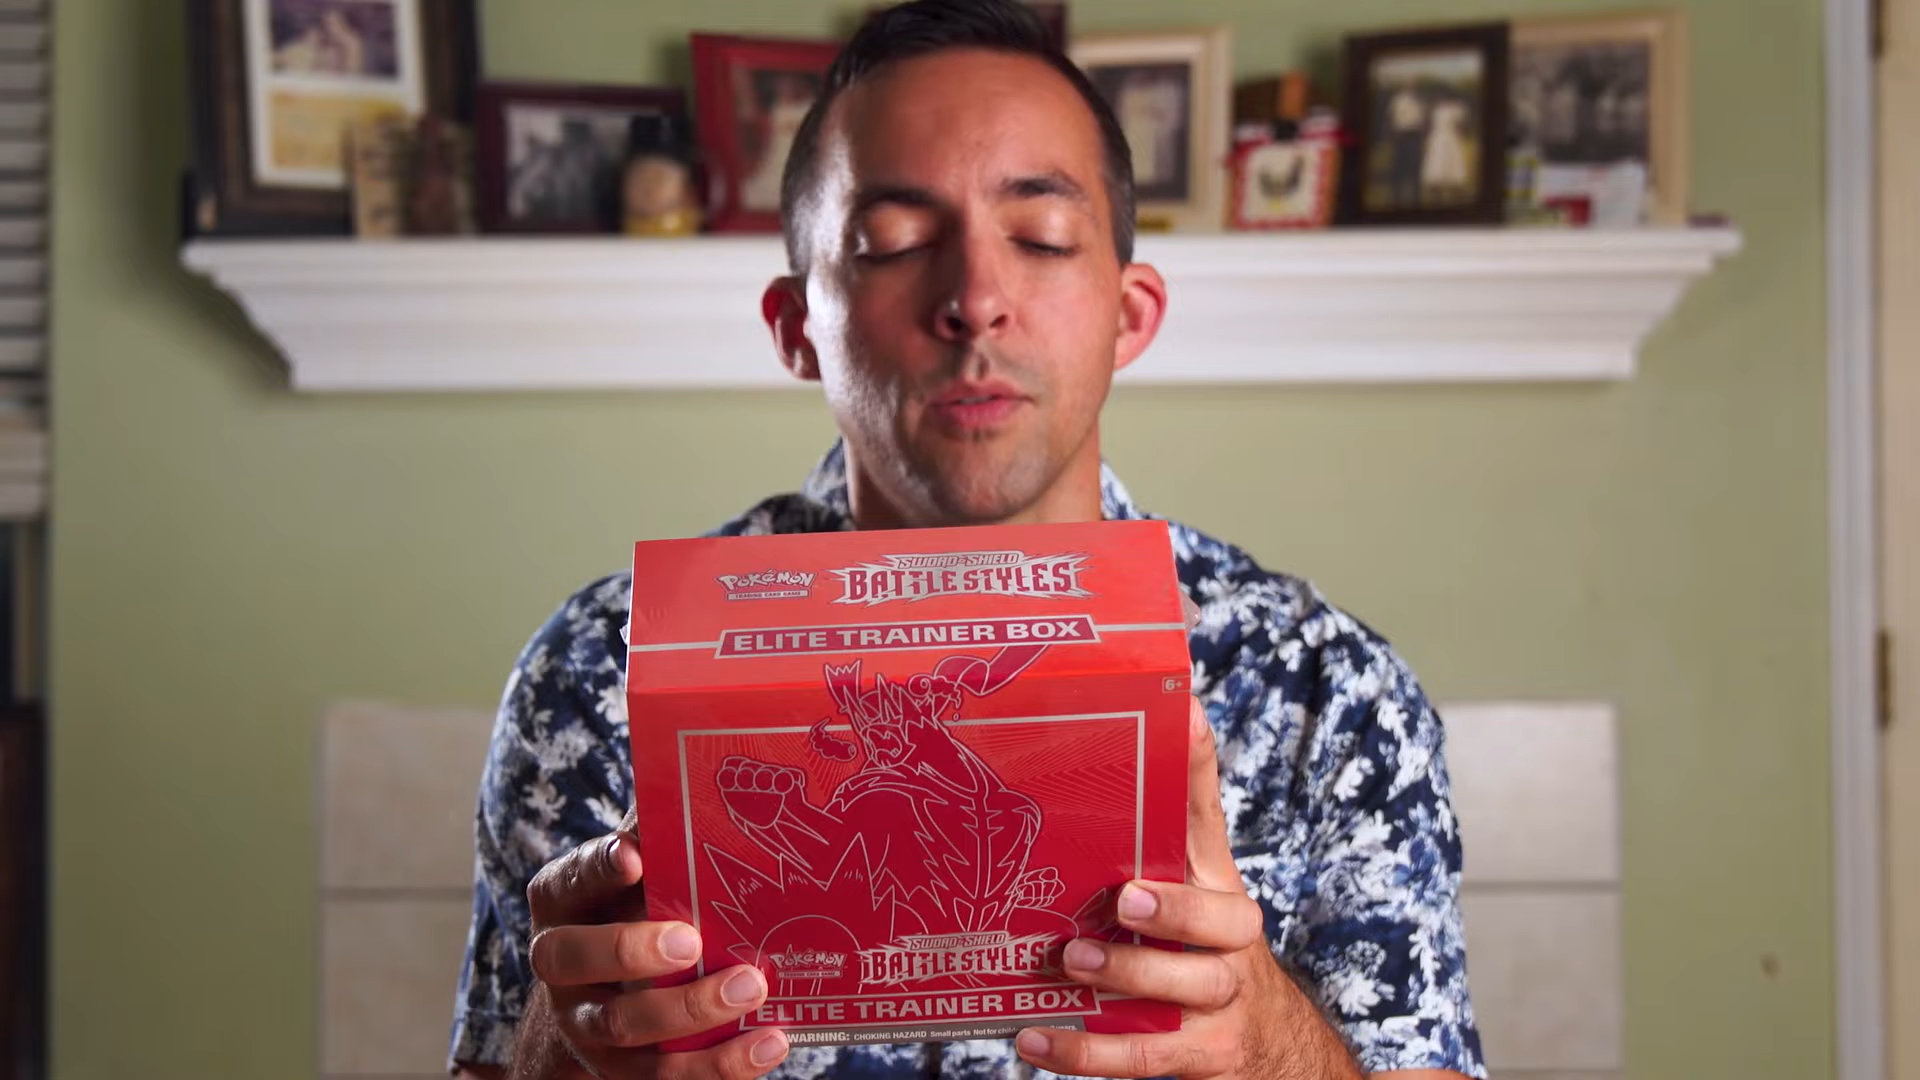 POKÉMON
TRADING CARD GAME
SWORD & SHIELD
BATTLE STYLES
ELITE TRAINER BOX
6+
POKÉMON
TRADING CARD GAME
SWORD & SHIELD
BATTLE STYLES
ELITE TRAINER BOX
WARNING: CHOKING HAZARD Small parts Not for